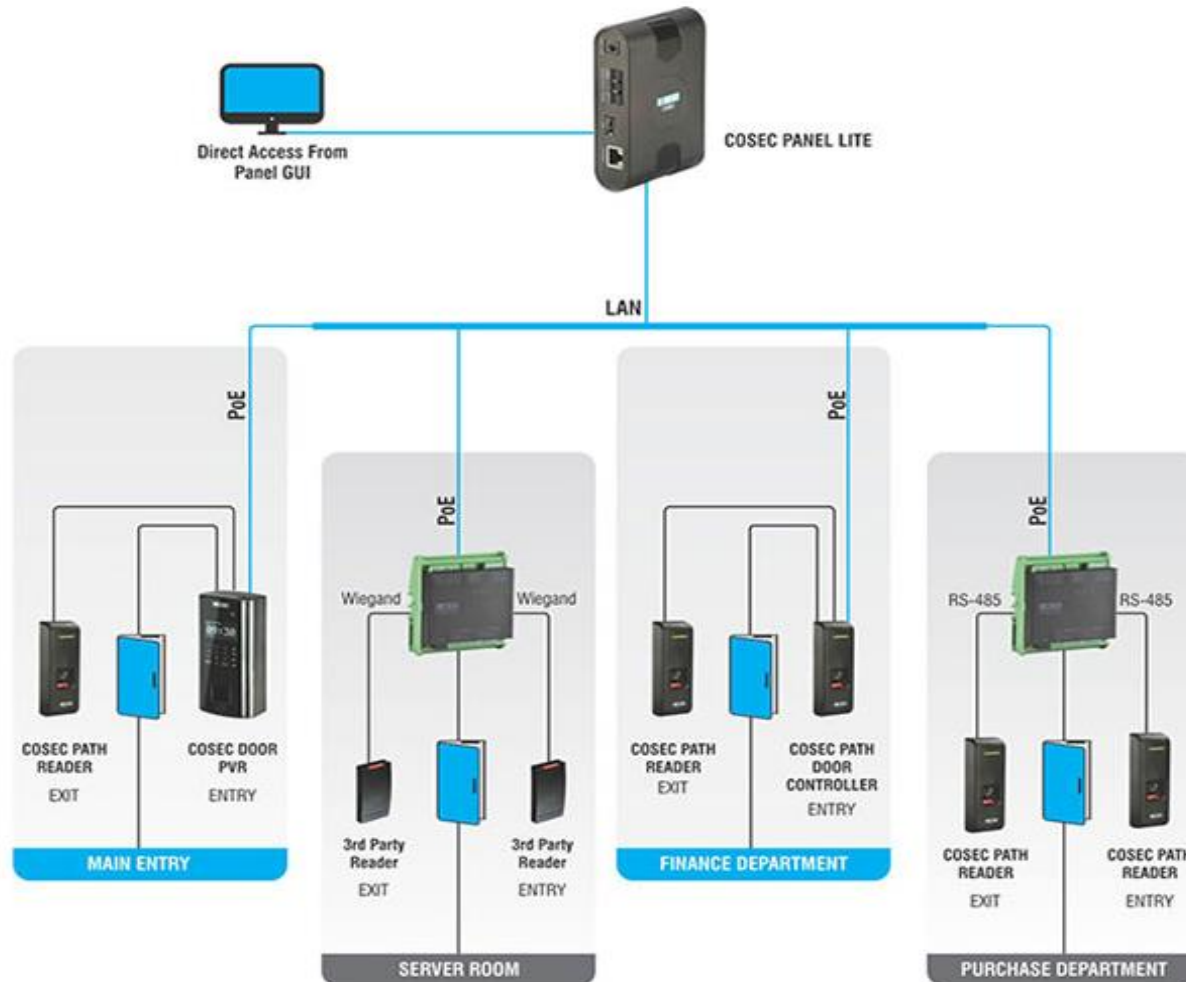 Direct Access From
Panel GUI
COSEC PANEL LITE
LAN
PoE
PoE
PoE
PoE
Wiegand
Wiegand
RS-485
RS-485
COSEC PATH
READER
EXIT
COSEC DOOR
PVR
ENTRY
MAIN ENTRY
3rd Party
Reader
EXIT
3rd Party
Reader
ENTRY
SERVER ROOM
COSEC PATH
READER
EXIT
COSEC PATH
DOOR
CONTROLLER
ENTRY
FINANCE DEPARTMENT
COSEC PATH
READER
EXIT
COSEC PATH
READER
ENTRY
PURCHASE DEPARTMENT